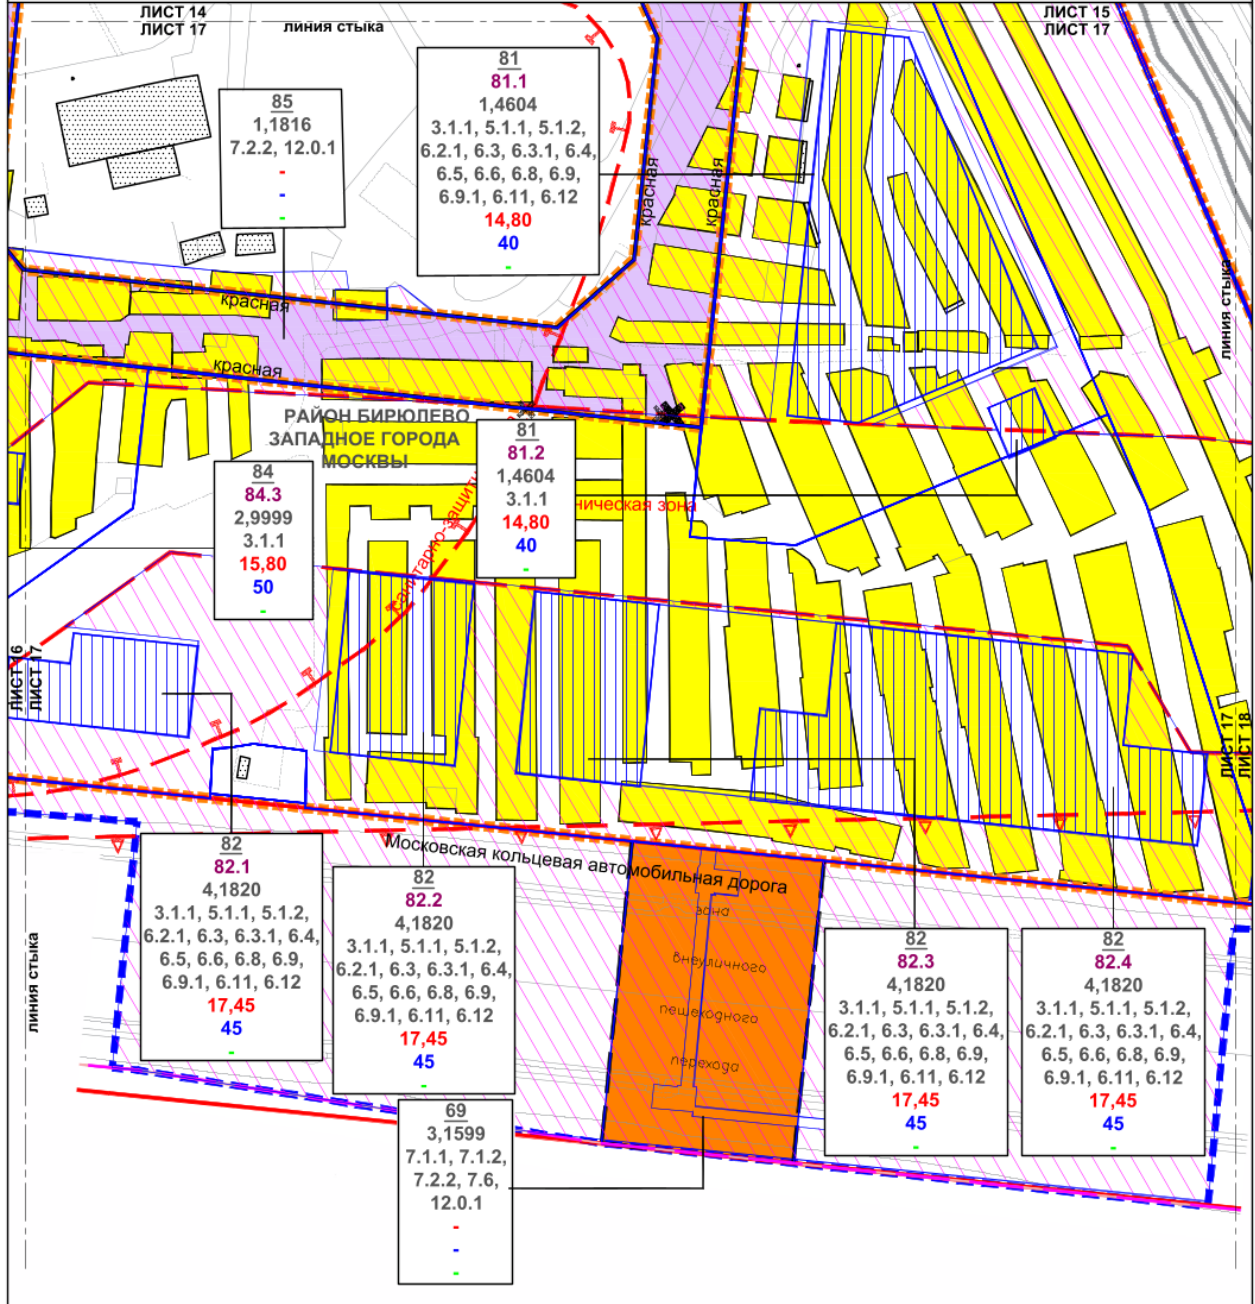 ЛИСТ 14
ЛИСТ 17
линия стыка
ЛИСТ 15
ЛИСТ 17
81
81.1
1,4604
3.1.1, 5.1.1, 5.1.2,
6.2.1, 6.3, 6.3.1, 6.4,
6.5, 6.6, 6.8, 6.9,
6.9.1, 6.11, 6.12
14,80
40
-
85
1,1816
7.2.2, 12.0.1
-
-
-
красная
красная
линия стыка
красная
красная
РАЙОН БИРЮЛЕВО
ЗАПАДНОЕ ГОРОДА
МОСКВЫ
81
81.2
1,4604
3.1.1
14,80
40
-
84
84.3
2,9999
3.1.1
15,80
50
-
санитарно-защитн
ническая зона
ЛИСТ 16
ЛИСТ 17
ЛИСТ 17
ЛИСТ 18
Московская кольцевая автомобильная дорога
82
82.1
4,1820
3.1.1, 5.1.1, 5.1.2,
6.2.1, 6.3, 6.3.1, 6.4,
6.5, 6.6, 6.8, 6.9,
6.9.1, 6.11, 6.12
17,45
45
-
82
82.2
4,1820
3.1.1, 5.1.1, 5.1.2,
6.2.1, 6.3, 6.3.1, 6.4,
6.5, 6.6, 6.8, 6.9,
6.9.1, 6.11, 6.12
17,45
45
-
зона
внеуличного
пешеходного
перехода
82
82.3
4,1820
3.1.1, 5.1.1, 5.1.2,
6.2.1, 6.3, 6.3.1, 6.4,
6.5, 6.6, 6.8, 6.9,
6.9.1, 6.11, 6.12
17,45
45
-
82
82.4
4,1820
3.1.1, 5.1.1, 5.1.2,
6.2.1, 6.3, 6.3.1, 6.4,
6.5, 6.6, 6.8, 6.9,
6.9.1, 6.11, 6.12
17,45
45
-
линия стыка
69
3,1599
7.1.1, 7.1.2,
7.2.2, 7.6,
12.0.1
-
-
-